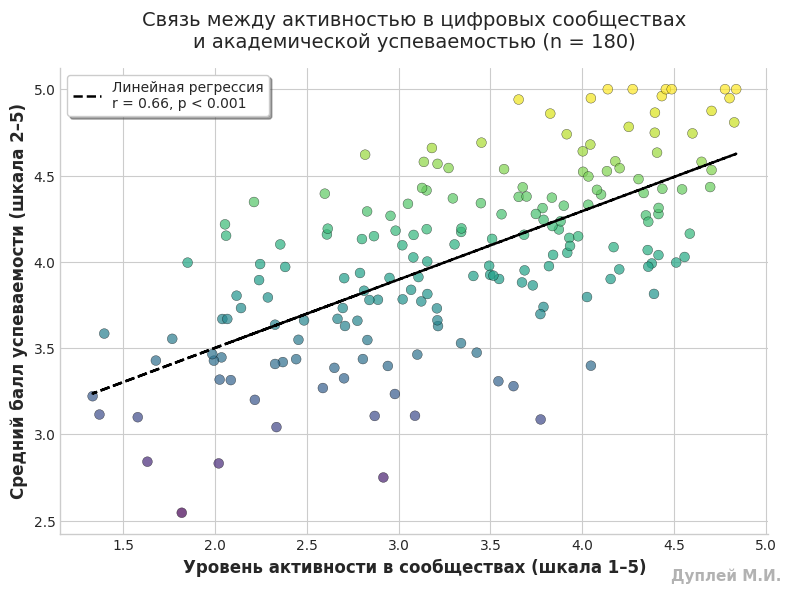 Связь между активностью в цифровых сообществах
и академической успеваемостью (n = 180)
Линейная регрессия
r = 0.66, p < 0.001
Средний балл успеваемости (шкала 2–5)
5.0
4.5
4.0
3.5
3.0
2.5
1.5 2.0 2.5 3.0 3.5 4.0 4.5 5.0
Уровень активности в сообществах (шкала 1–5)
Дуплей М.И.